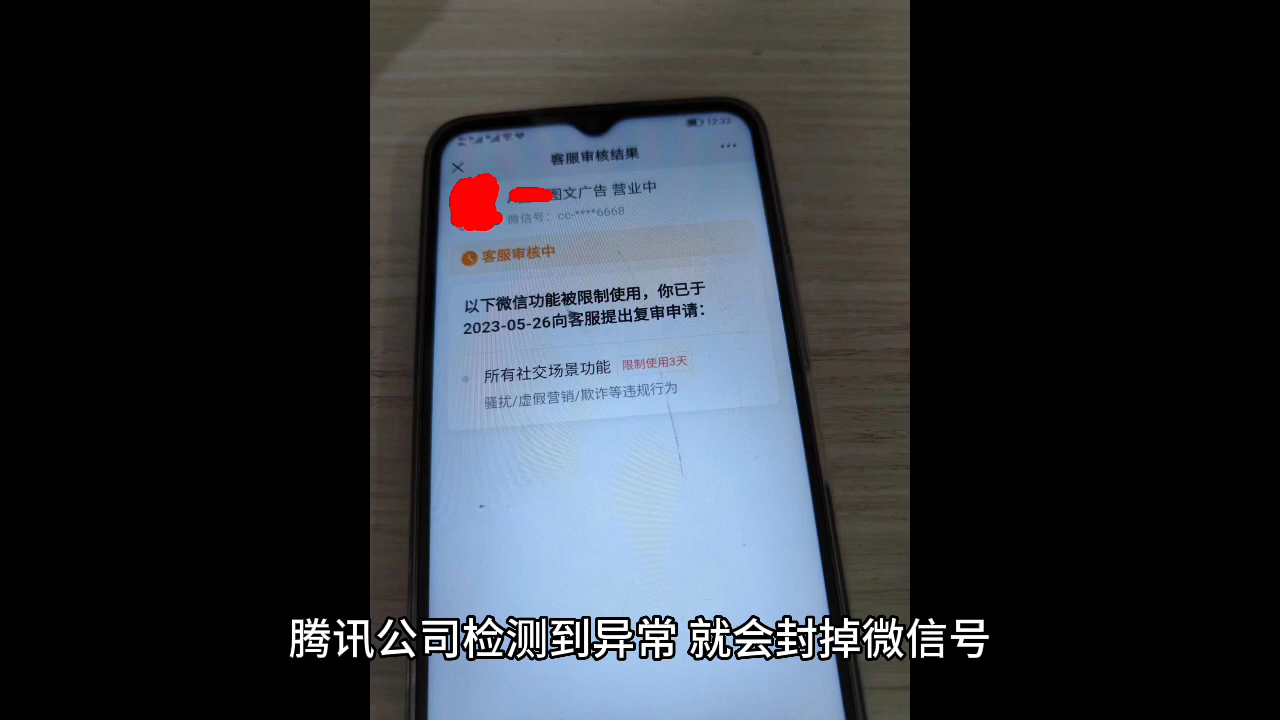 12:33
客服审核结果
图文广告 营业中
微信号：cc-****6668
客服审核中
以下微信功能被限制使用，你已于
2023-05-26向客服提出复审申请：
所有社交场景功能 限制使用3天
骚扰/虚假营销/欺诈等违规行为
腾讯公司检测到异常 就会封掉微信号